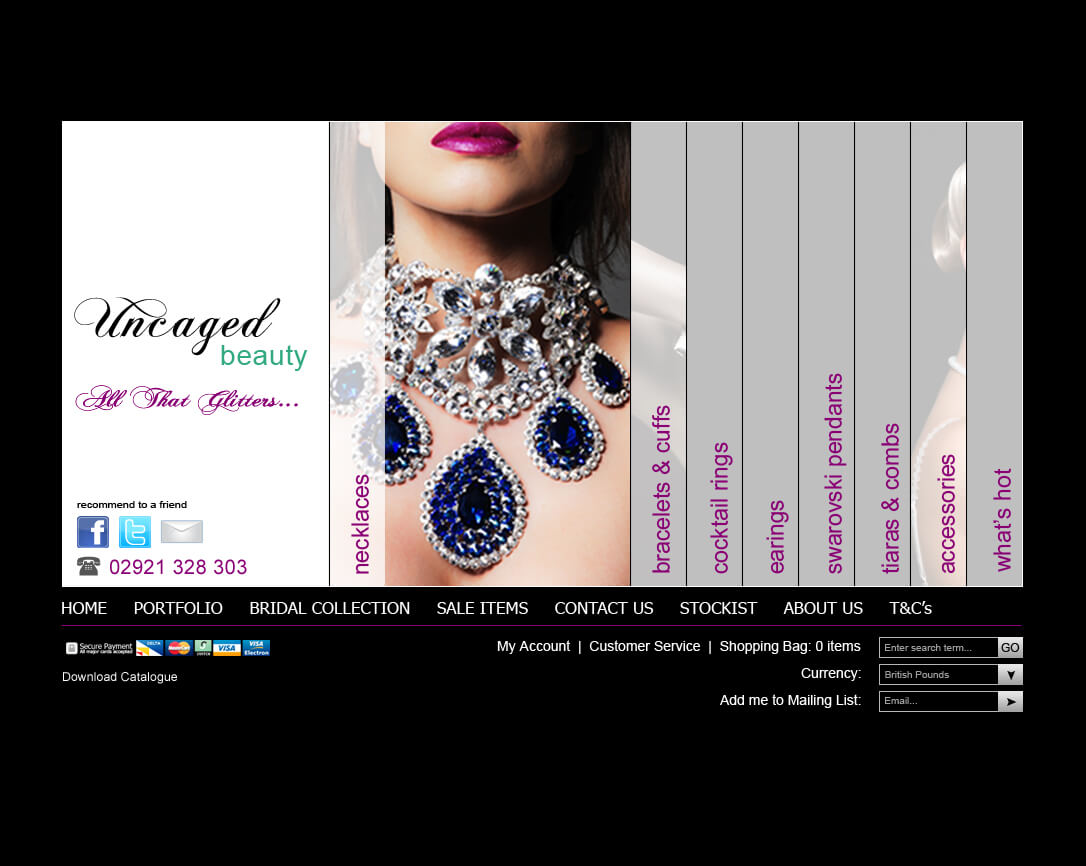 Uncaged
beauty
All That Glitters...
recommend to a friend
02921 328 303
necklaces
bracelets & cuffs
cocktail rings
earings
swarovski pendants
tiaras & combs
accessories
what's hot
HOME PORTFOLIO BRIDAL COLLECTION SALE ITEMS CONTACT US STOCKIST ABOUT US T&C's
Secure Payment
All major cards accepted
DELTA
MasterCard
SWITCH
VISA
VISA
Electron
My Account | Customer Service | Shopping Bag: 0 items
Enter search term... GO
Download Catalogue
Currency: British Pounds
Add me to Mailing List: Email...